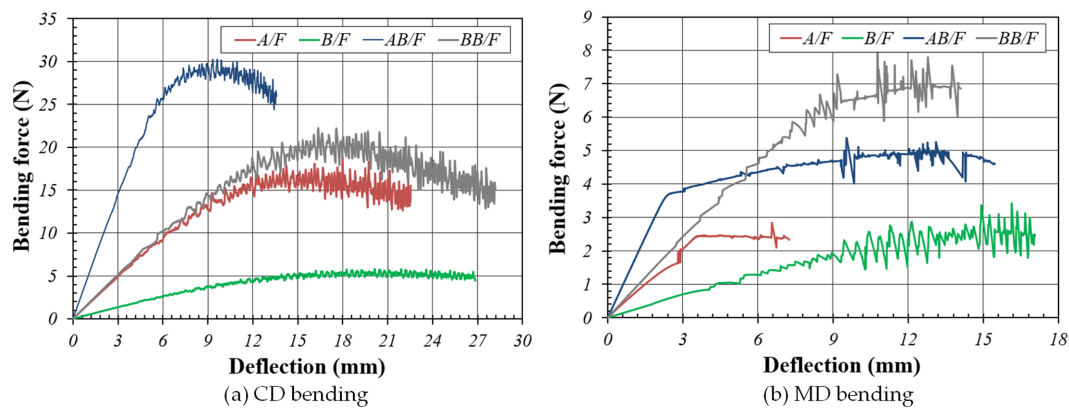 35
30
25
20
15
10
5
0
Bending force (N)
A/F B/F AB/F BB/F
0 3 6 9 12 15 18 21 24 27 30
Deflection (mm)
(a) CD bending
9
8
7
6
5
4
3
2
1
0
Bending force (N)
A/F B/F AB/F BB/F
0 3 6 9 12 15 18
Deflection (mm)
(b) MD bending